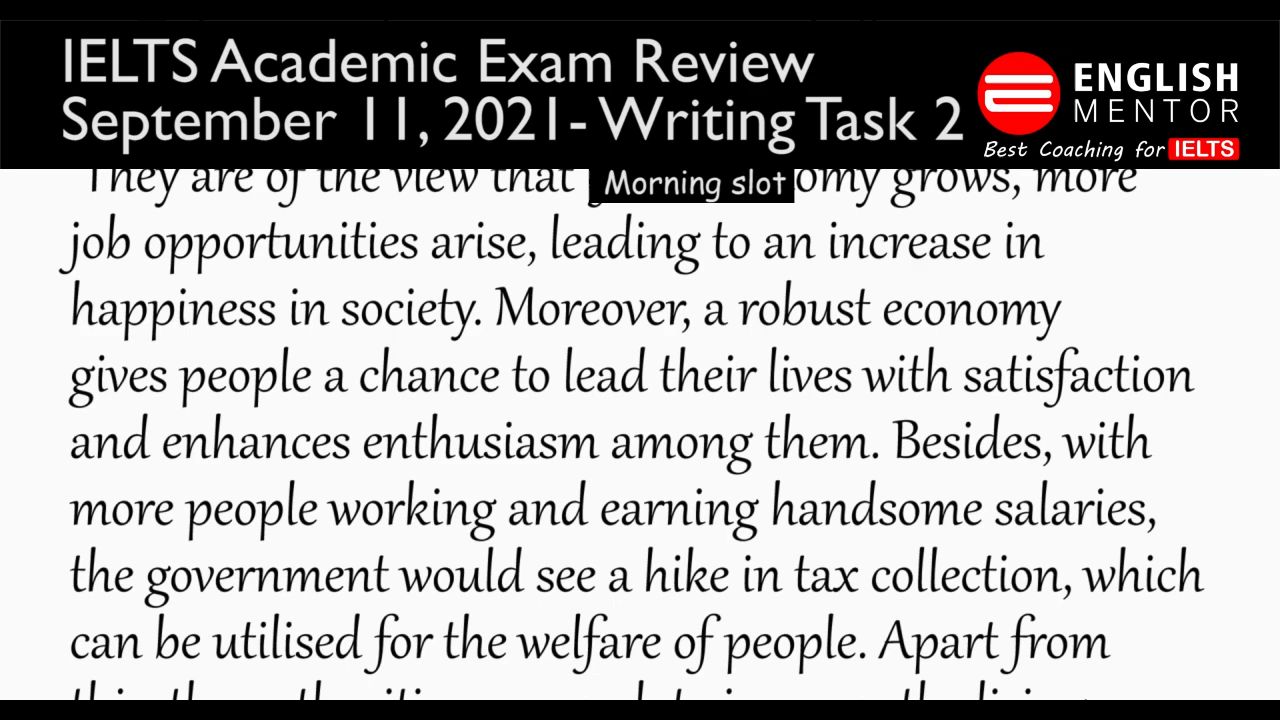 IELTS Academic Exam Review
September 11, 2021- Writing Task 2
ENGLISH
MENTOR
Best Coaching for IELTS
Morning slot
They are of the view that omy grows, more
job opportunities arise, leading to an increase in
happiness in society. Moreover, a robust economy
gives people a chance to lead their lives with satisfaction
and enhances enthusiasm among them. Besides, with
more people working and earning handsome salaries,
the government would see a hike in tax collection, which
can be utilised for the welfare of people. Apart from